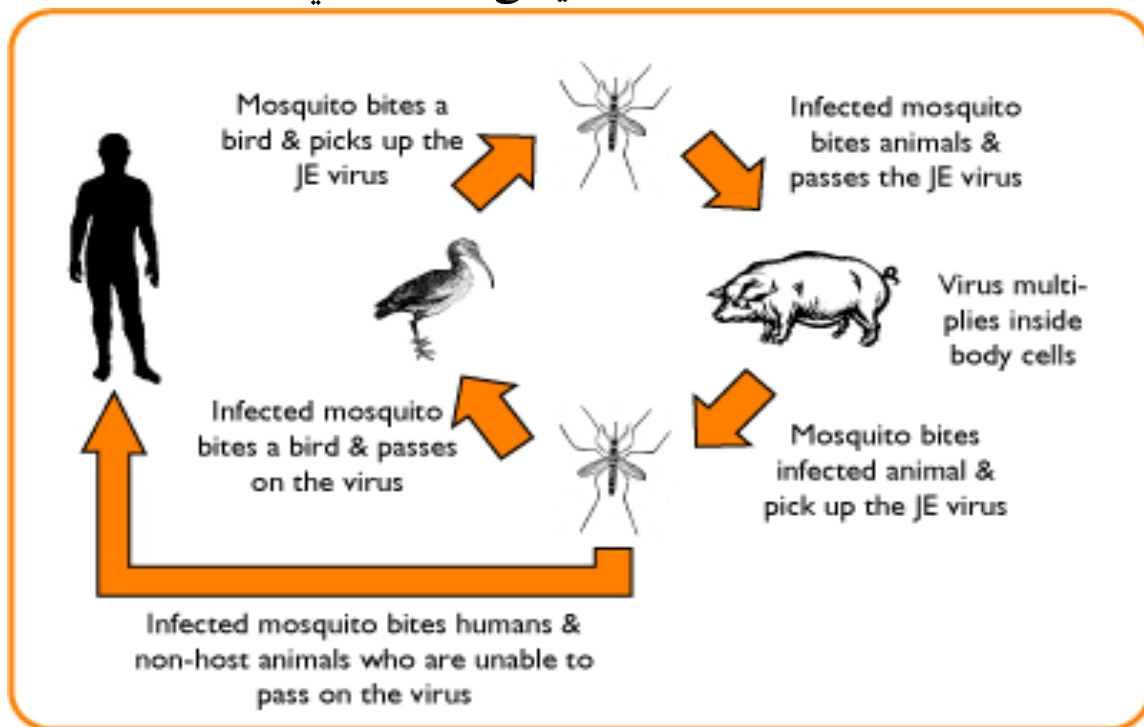 Mosquito bites a
bird & picks up the
JE virus
Infected mosquito
bites animals &
passes the JE virus
Virus multi-
plies inside
body cells
Mosquito bites
infected animal &
pick up the JE virus
Infected mosquito
bites a bird & passes
on the virus
Infected mosquito bites humans &
non-host animals who are unable to
pass on the virus